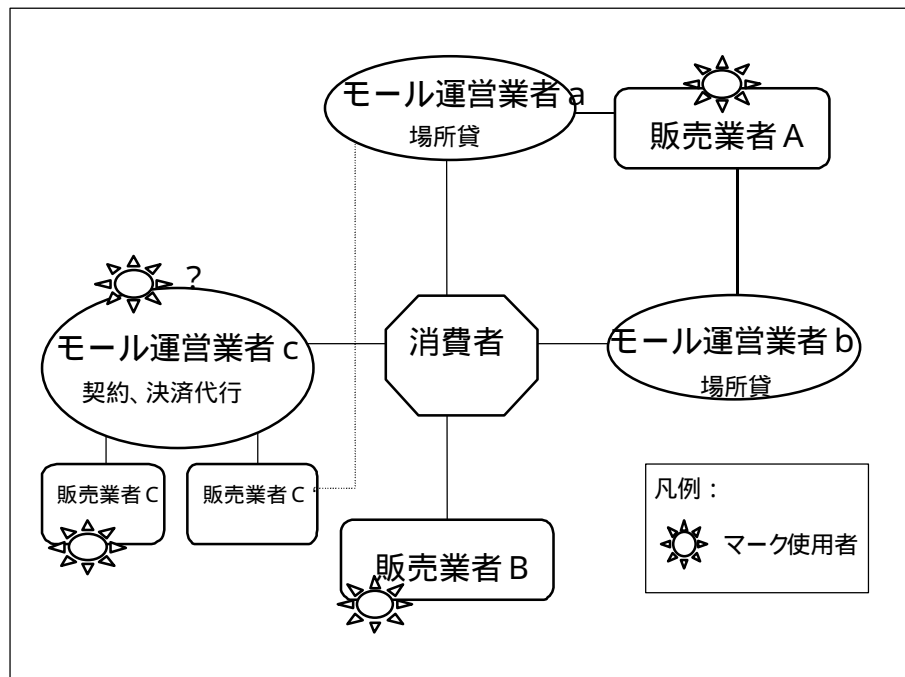 モール運営業者 a
場所貸
販売業者 A
?
モール運営業者 c
契約、決済代行
消費者
モール運営業者 b
場所貸
販売業者 C
販売業者 C
販売業者 B
凡例：
マーク使用者